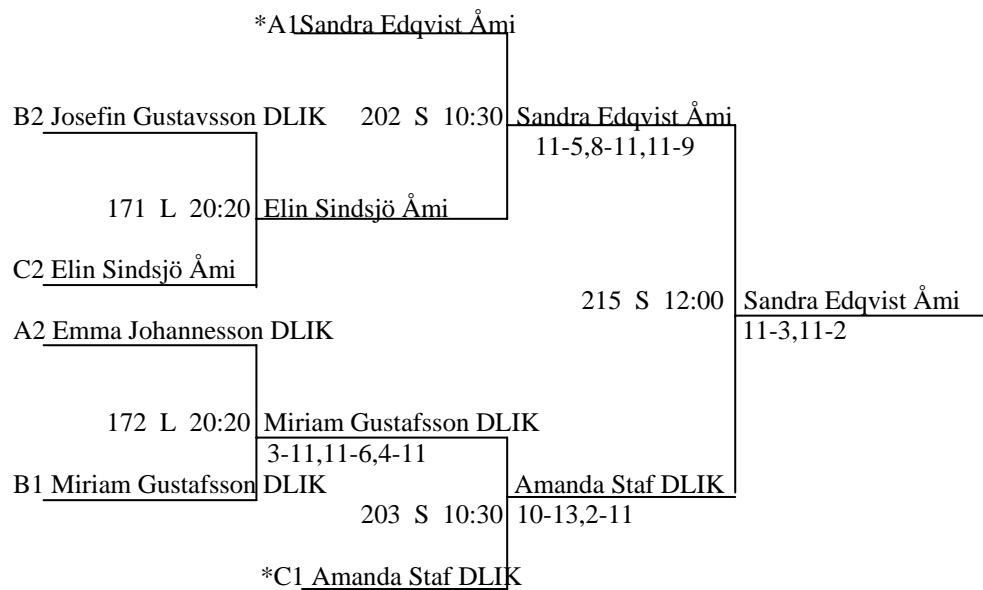 *A1 Sandra Edqvist Åmi
B2 Josefin Gustavsson DLIK
202 S 10:30 Sandra Edqvist Åmi
11-5,8-11,11-9
171 L 20:20 Elin Sindsjö Åmi
C2 Elin Sindsjö Åmi
215 S 12:00 Sandra Edqvist Åmi
11-3,11-2
A2 Emma Johannesson DLIK
172 L 20:20 Miriam Gustafsson DLIK
3-11,11-6,4-11
B1 Miriam Gustafsson DLIK
Amanda Staf DLIK
203 S 10:30 10-13,2-11
*C1 Amanda Staf DLIK